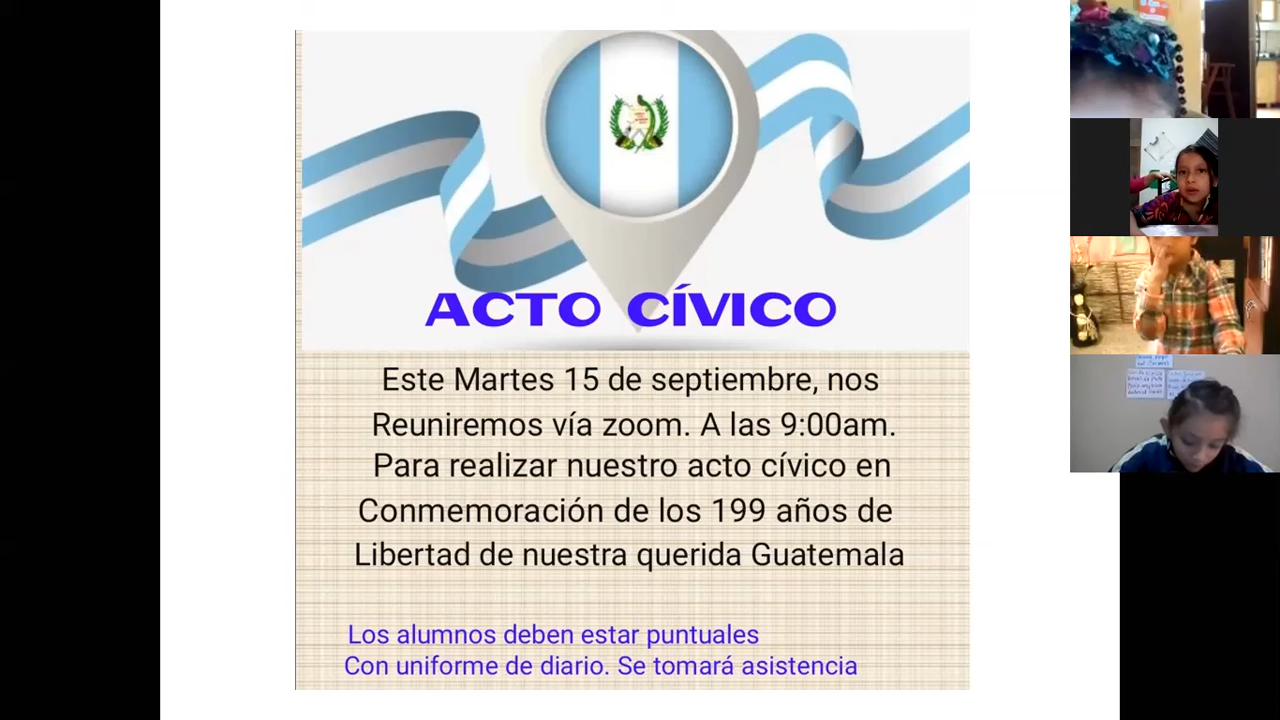 ACTO CÍVICO
Este Martes 15 de septiembre, nos
Reuniremos vía zoom. A las 9:00am.
Para realizar nuestro acto cívico en
Conmemoración de los 199 años de
Libertad de nuestra querida Guatemala
Los alumnos deben estar puntuales
Con uniforme de diario. Se tomará asistencia